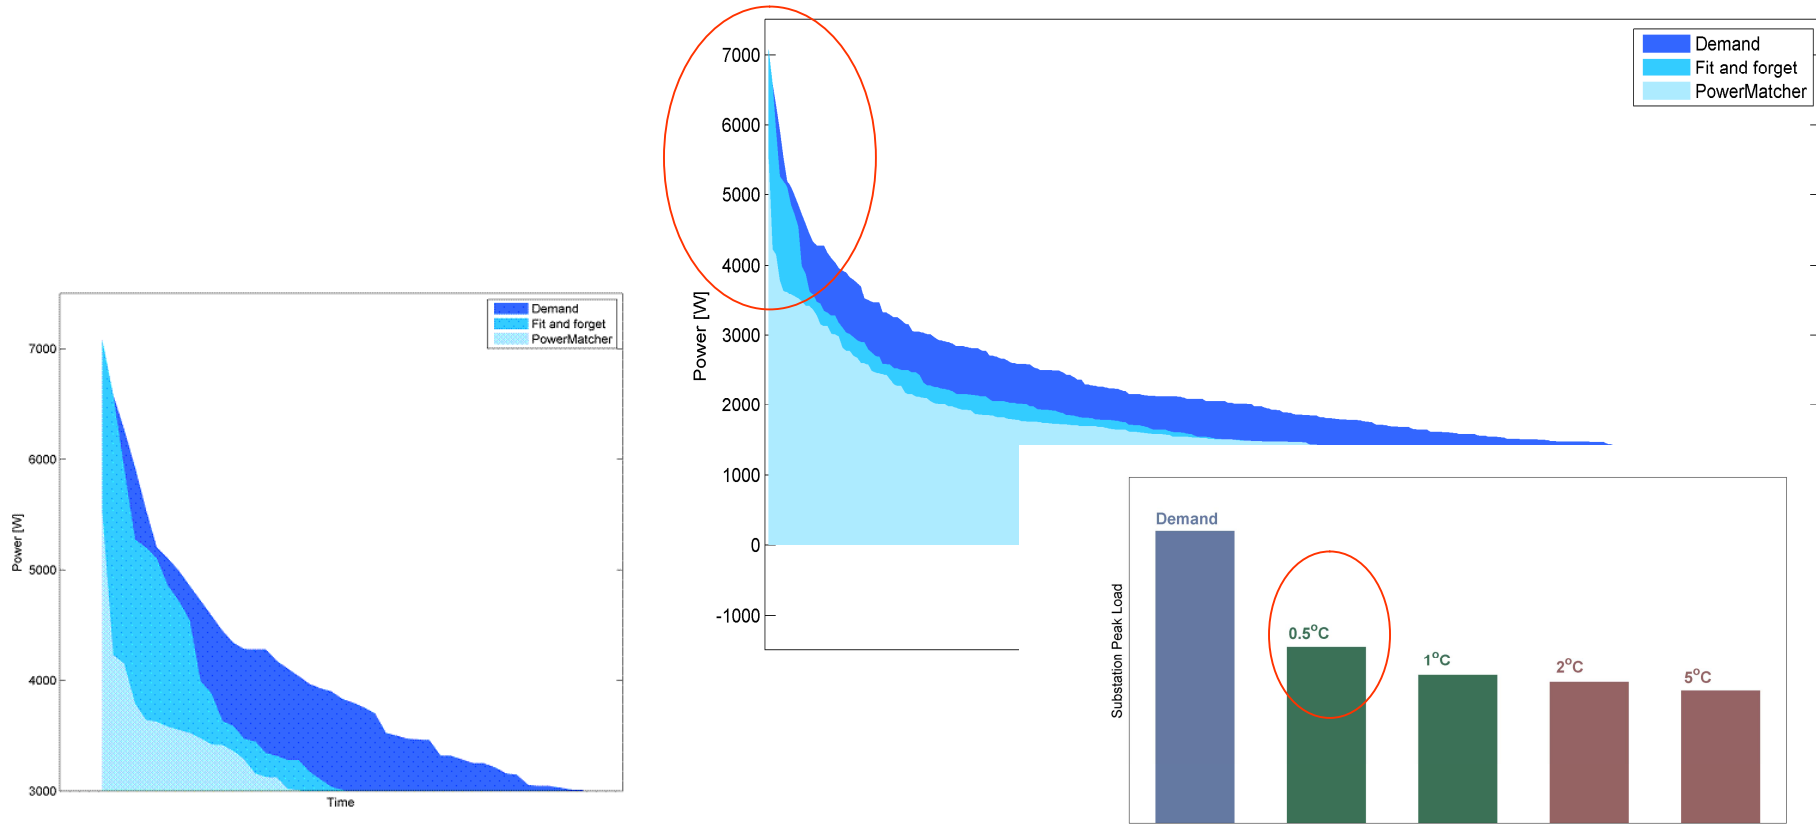 7000
6000
5000
4000
3000
2000
1000
0
-1000
Power [W]
Demand
Fit and forget
PowerMatcher
7000
6000
5000
4000
3000
Power [W]
Time
Demand
Fit and forget
PowerMatcher
Substation Peak Load
Demand
0.5°C
1°C
2°C
5°C